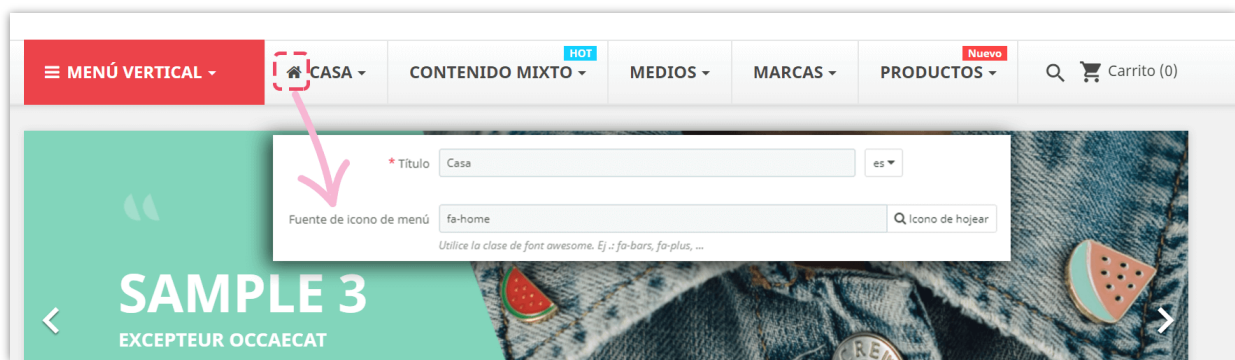 MENÚ VERTICAL
CASA
CONTENIDO MIXTO
HOT
MEDIOS
MARCAS
PRODUCTOS
Nuevo
Carrito (0)
* Título
Casa
es
Fuente de icono de menú
fa-home
Icono de hojear
Utilice la clase de font awesome. Ej .: fa-bars, fa-plus, ...
SAMPLE 3
EXCEPTEUR OCCAECAT
CREW